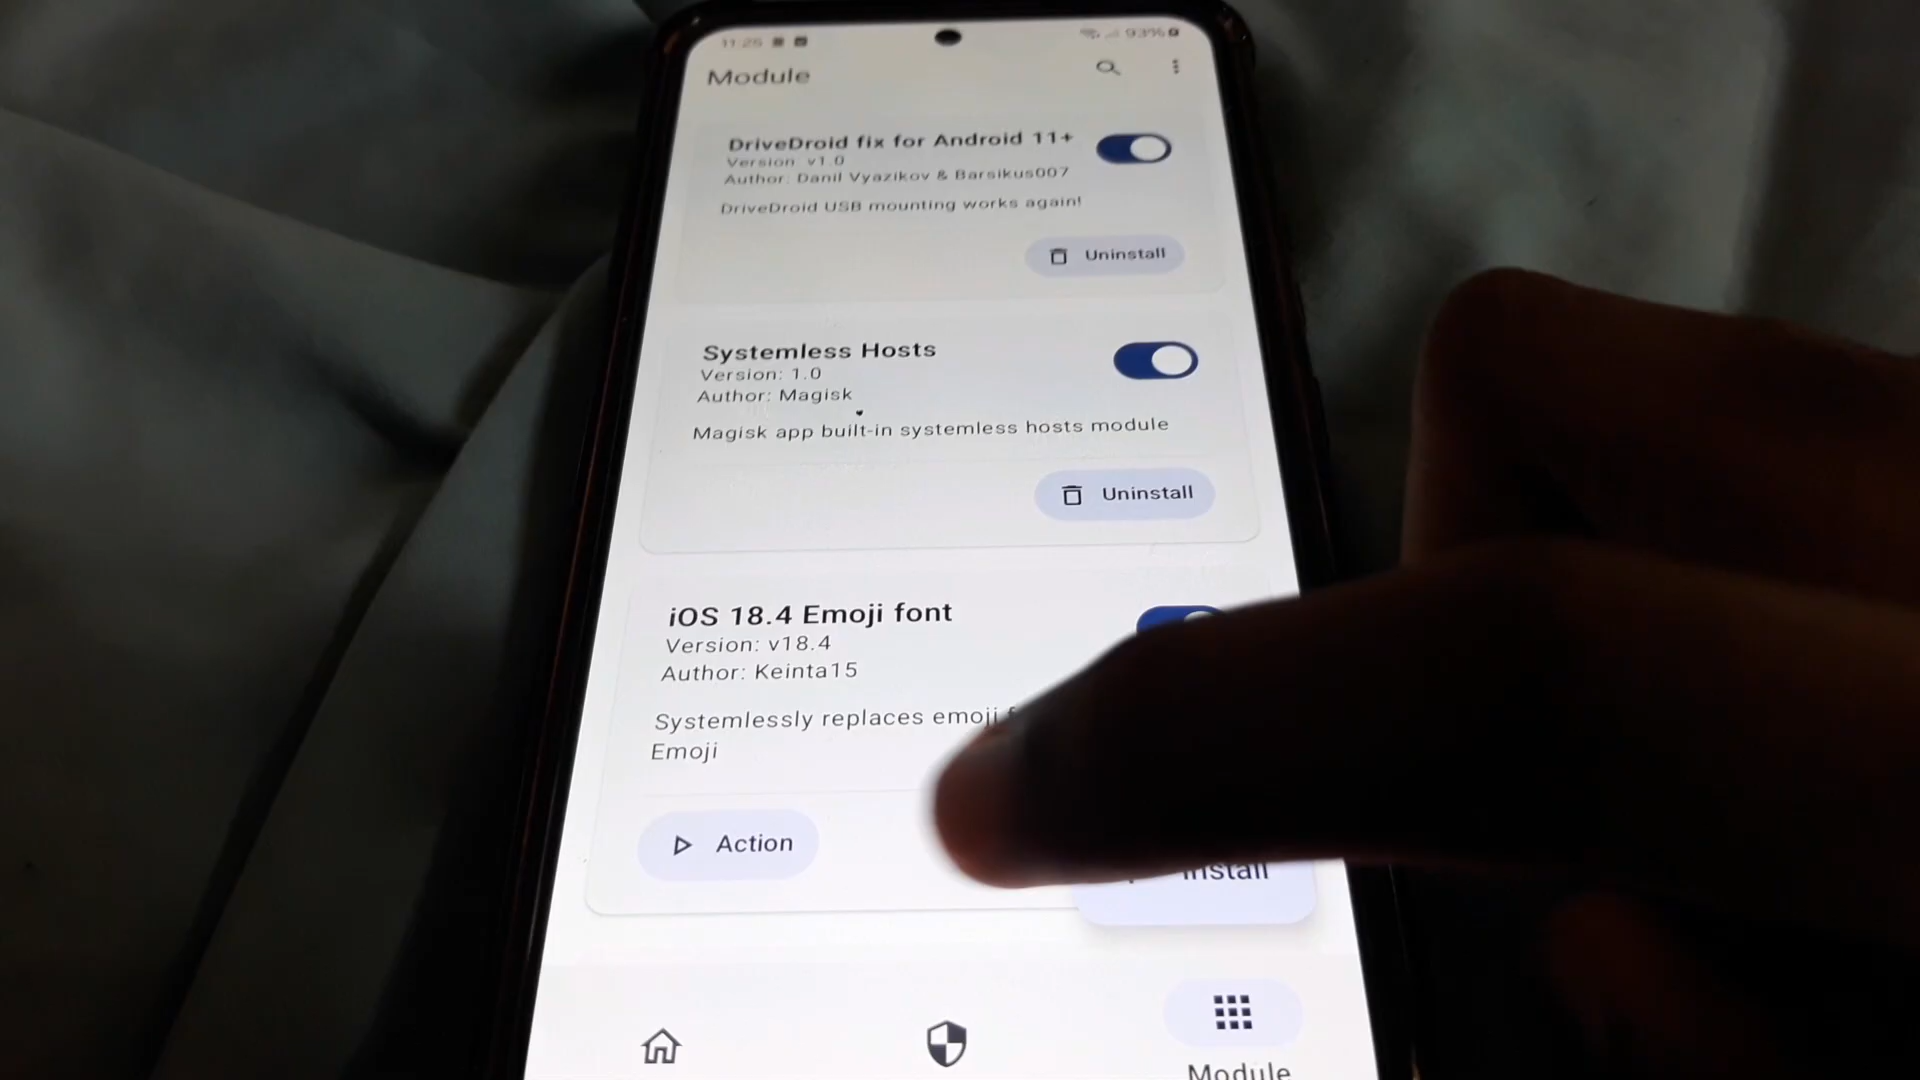 11:25
93%
Module
DriveDroid fix for Android 11+
Version v1.0
Author: Danil Vyazikov & Barsikus007
DriveDroid USB mounting works again!
Uninstall
Systemless Hosts
Version: 1.0
Author: Magisk
Magisk app built-in systemless hosts module
Uninstall
iOS 18.4 Emoji font
Version: v18.4
Author: Keinta15
Systemlessly replaces emoji
Emoji
Action
Install
Module